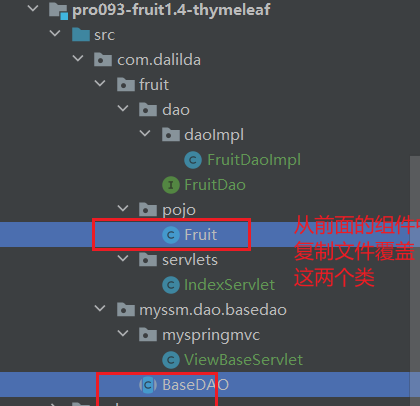 pro093-fruit1.4-thymeleaf
src
com.dalilda
fruit
dao
daoImpl
FruitDaoImpl
FruitDao
pojo
Fruit
servlets
IndexServlet
myssm.dao.basedao
myspringmvc
ViewBaseServlet
BaseDAO
从前面的组件
复制文件覆盖
这两个类